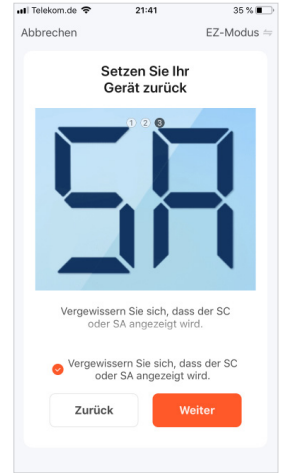 Telekom.de 21:41 35 %
Abbrechen EZ-Modus
Setzen Sie Ihr
Gerät zurück
1 2 3
SA
Vergewissern Sie sich, dass der SC
oder SA angezeigt wird.
Vergewissern Sie sich, dass der SC
oder SA angezeigt wird.
Zurück Weiter